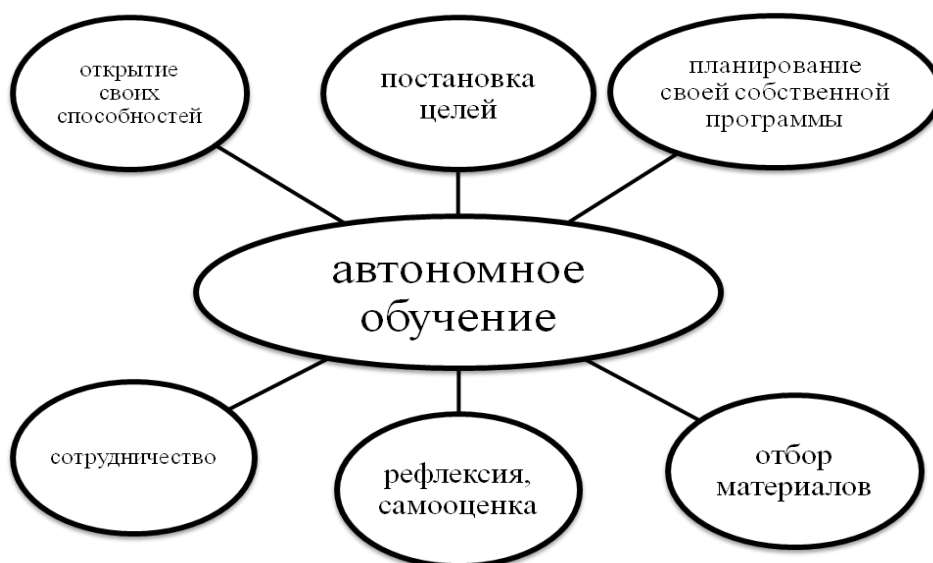 открытие
своих
способностей
постановка
целей
планирование
своей собственной
программы
автономное
обучение
сотрудничество
рефлексия,
самооценка
отбор
материалов